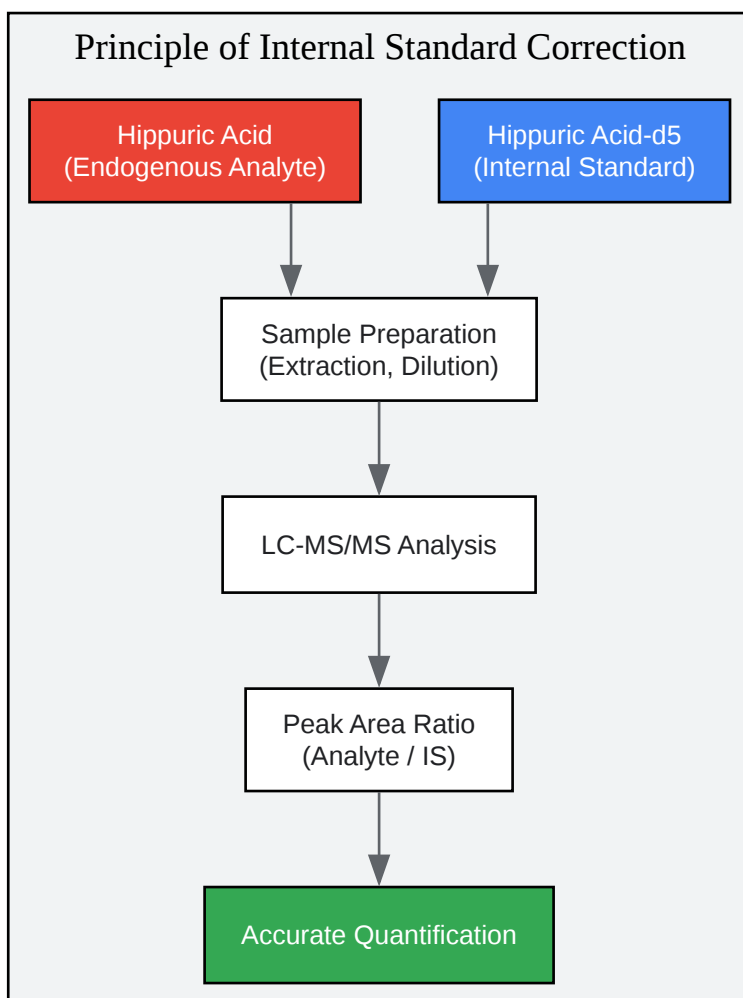 Principle of Internal Standard Correction
Hippuric Acid
(Endogenous Analyte)
Hippuric Acid-d5
(Internal Standard)
Sample Preparation
(Extraction, Dilution)
LC-MS/MS Analysis
Peak Area Ratio
(Analyte / IS)
Accurate Quantification